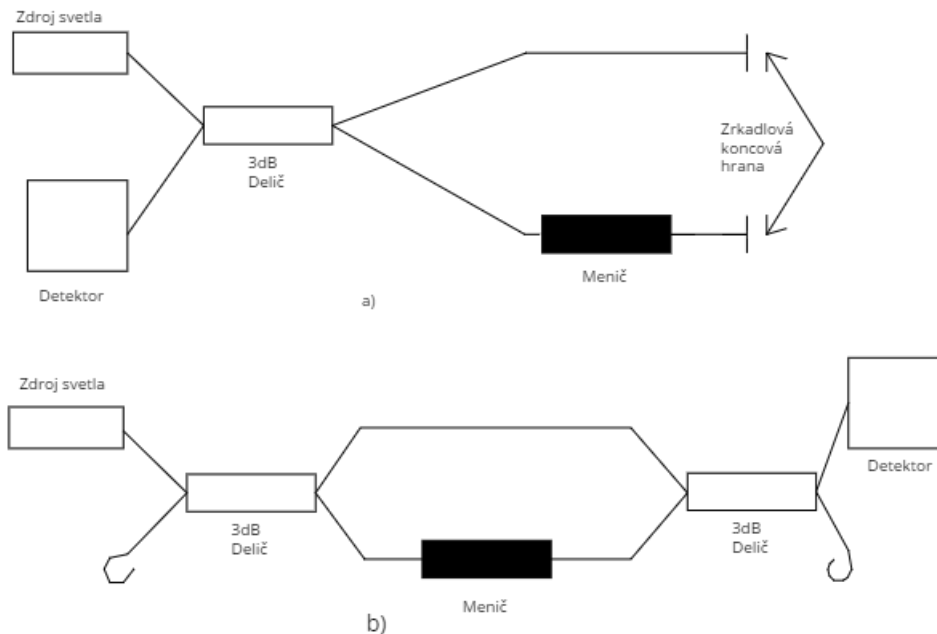 Zdroj svetla
3dB
Delič
Zrkadlová
koncová
hrana
Menič
Detektor
a)
Zdroj svetla
Detektor
3dB
Delič
3dB
Delič
Menič
b)